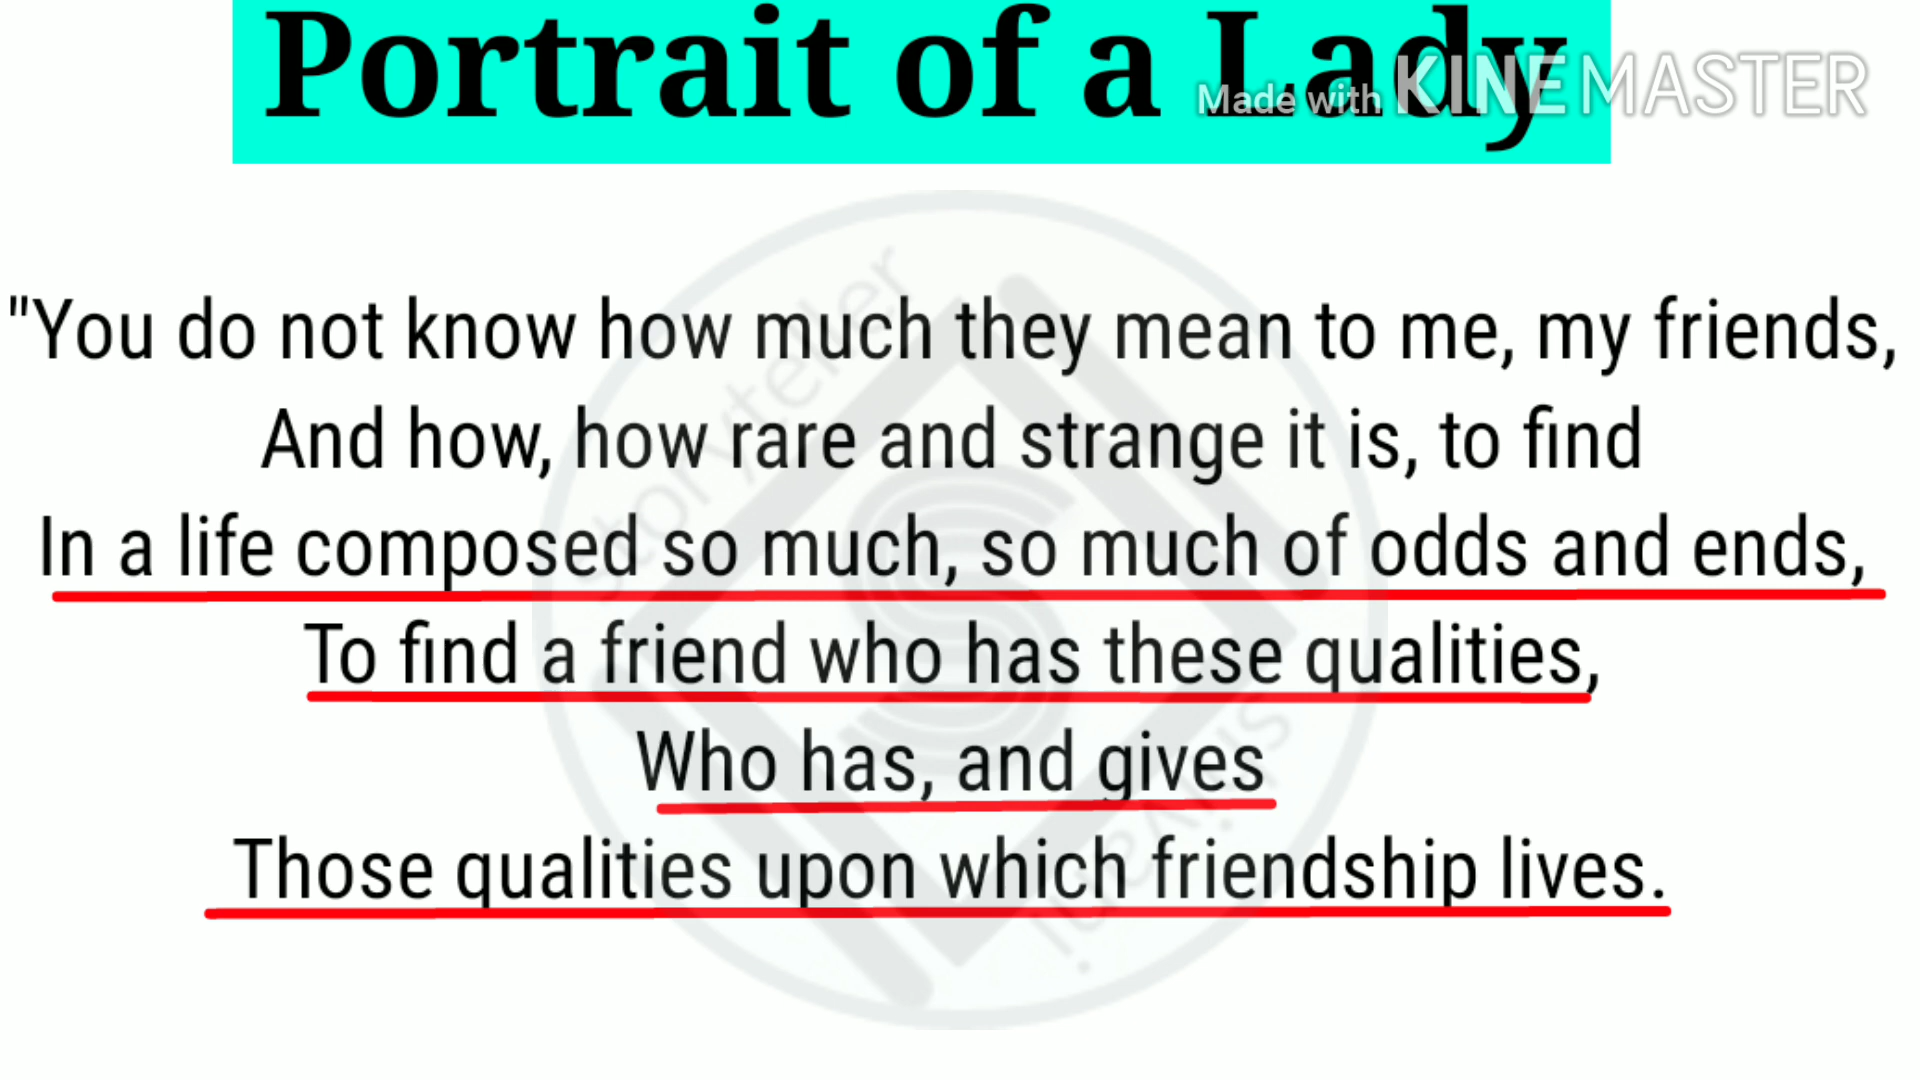 Portrait of a Lady
Made with KINEMASTER
"You do not know how much they mean to me, my friends,
And how, how rare and strange it is, to find
In a life composed so much, so much of odds and ends,
To find a friend who has these qualities,
Who has, and gives
Those qualities upon which friendship lives.
Storyteller
Shivani